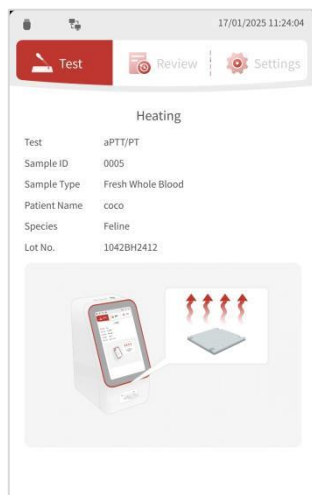 17/01/2025 11:24:04
Test Review Settings
Heating
Test aPTT/PT
Sample ID 0005
Sample Type Fresh Whole Blood
Patient Name coco
Species Feline
Lot No. 1042BH2412